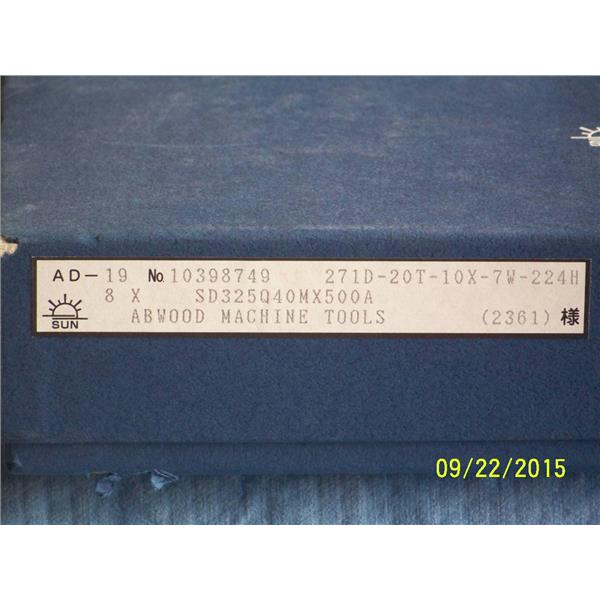 AD-19 No.10398749 271D-20T-10X-7W-224H
8 X SD325Q40MX500A
SUN
ABWOOD MACHINE TOOLS (2361) 様
09/22/2015